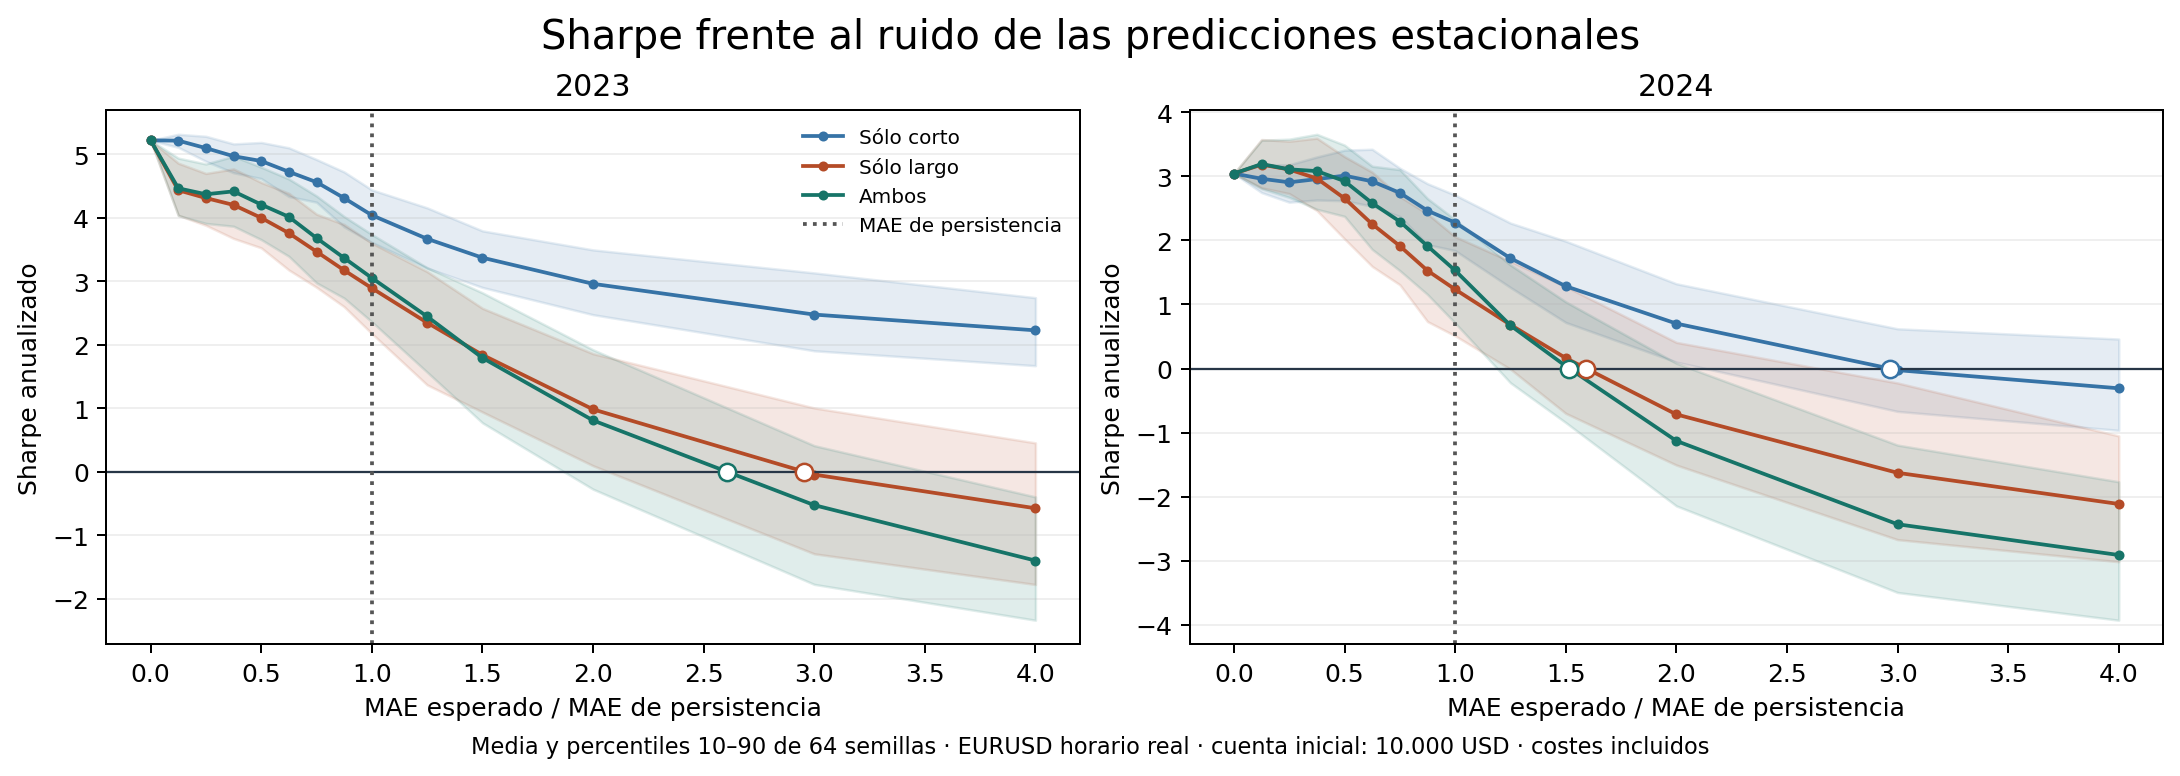 Sharpe frente al ruido de las predicciones estacionales
2023
Sharpe anualizado
5
4
3
2
1
0
−1
−2
Sólo corto
Sólo largo
Ambos
MAE de persistencia
0.0 0.5 1.0 1.5 2.0 2.5 3.0 3.5 4.0
MAE esperado / MAE de persistencia
2024
Sharpe anualizado
4
3
2
1
0
−1
−2
−3
−4
0.0 0.5 1.0 1.5 2.0 2.5 3.0 3.5 4.0
MAE esperado / MAE de persistencia
Media y percentiles 10–90 de 64 semillas · EURUSD horario real · cuenta inicial: 10.000 USD · costes incluidos